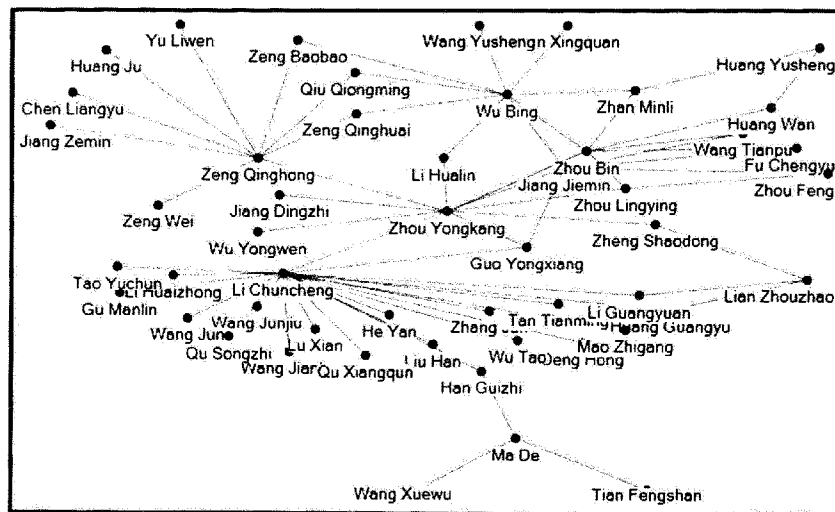 Yu Liwen
Zeng Baobao
Wang Yusheng
n Xingquan
Huang Ju
Huang Yusheng
Qiu Qiongming
Wu Bing
Zhan Minli
Chen Liangyu
Zeng Qinghuai
Huang Wan
Jiang Zemin
Wang Tianpu
Zeng Qinghong
Li Hualin
Zhou Bin
Fu Chengyu
Jiang Jiemin
Zhou Feng
Zeng Wei
Jiang Dingzhi
Zhou Lingying
Zhou Yongkang
Wu Yongwen
Zheng Shaodong
Guo Yongxiang
Tao Yuchun
Li Huaizhong
Li Chuncheng
Gu Manlin
Li Guangyuan
Lian Zhouzhao
Wang Junjiu
Tan Tianming
Wang Jun
He Yan
Zhang
Huang Guangyu
Qu Songzhi
Lu Xian
Mao Zhigang
Wang Jian
Qu Xiangqun
Liu Han
Wu Tao
Deng Hong
Han Guizhi
Ma De
Wang Xuewu
Tian Fengshan